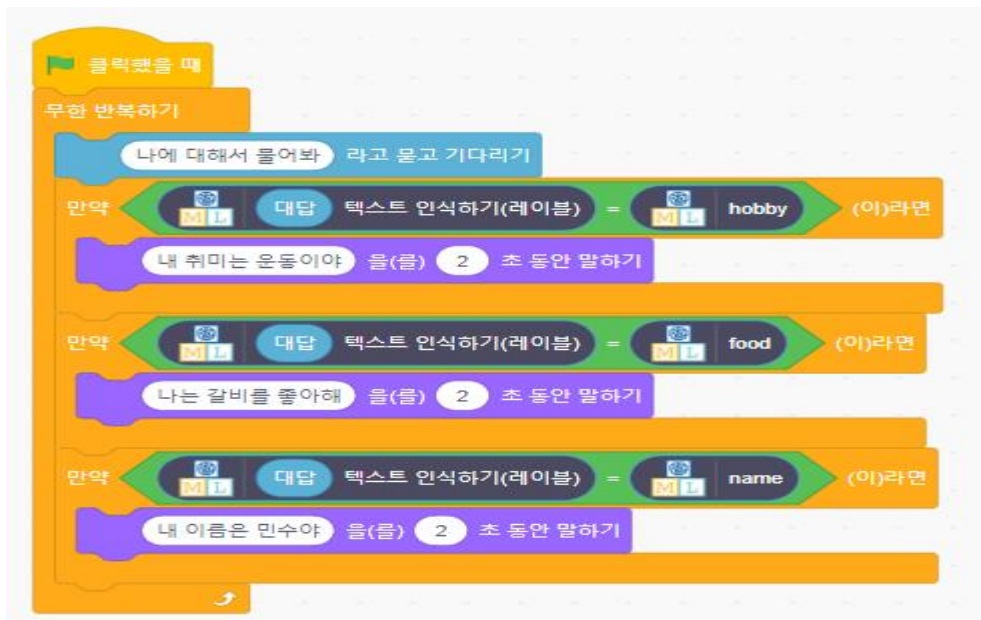 클릭했을 때
무한 반복하기
나에 대해서 물어봐 라고 묻고 기다리기
만약 ML 대답 텍스트 인식하기(레이블) = ML hobby (이)라면
내 취미는 운동이야 을(를) 2 초 동안 말하기
만약 ML 대답 텍스트 인식하기(레이블) = ML food (이)라면
나는 갈비를 좋아해 을(를) 2 초 동안 말하기
만약 ML 대답 텍스트 인식하기(레이블) = ML name (이)라면
내 이름은 민수야 을(를) 2 초 동안 말하기